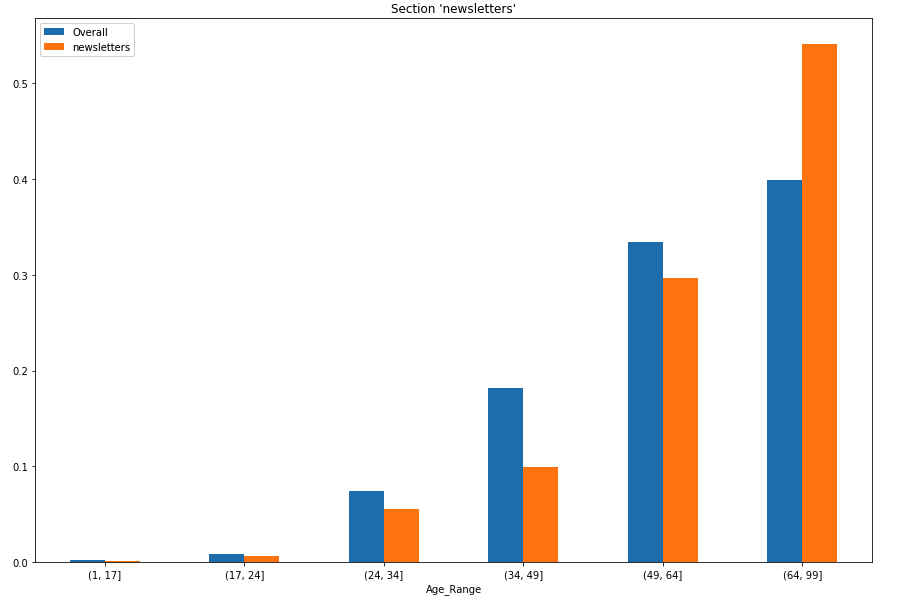 Section 'newsletters'
Overall
newsletters
0.5
0.4
0.3
0.2
0.1
0.0
(1, 17] (17, 24] (24, 34] (34, 49] (49, 64] (64, 99]
Age_Range